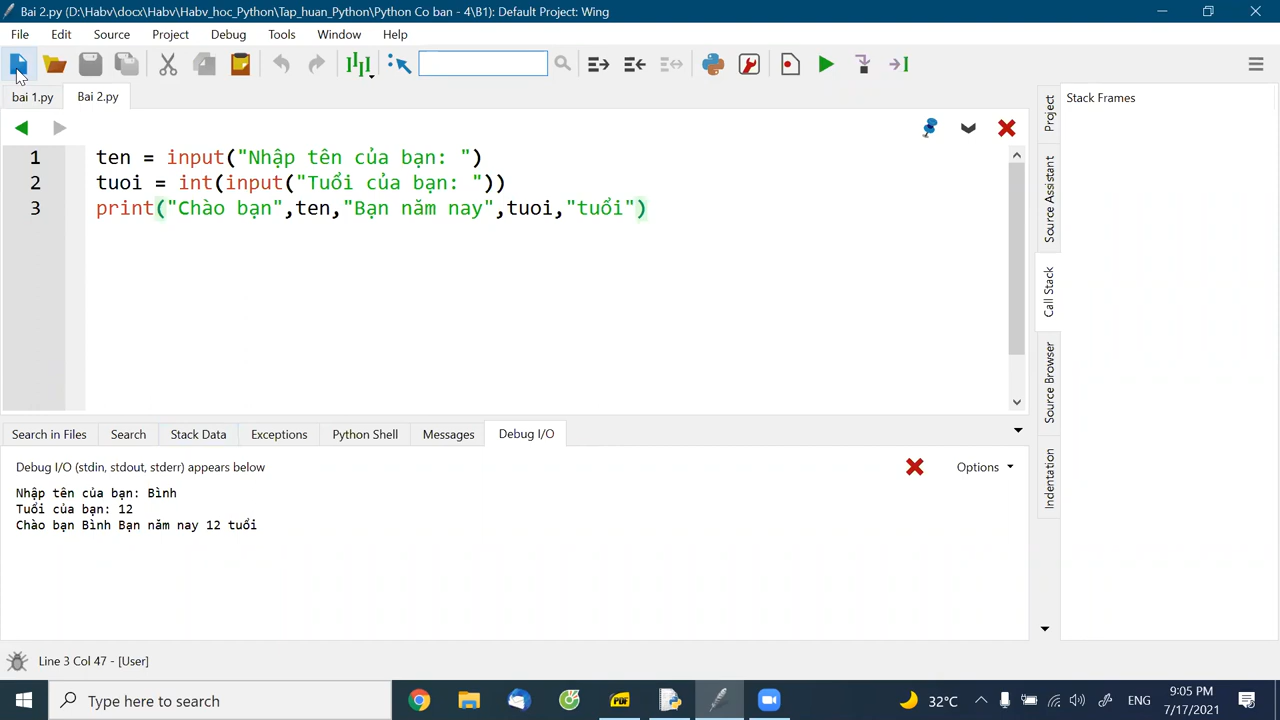 Bai 2.py (D:\Habv\docx\Habv\Habv_hoc_Python\Tap_huan_Python\Python Co ban - 4\B1): Default Project: Wing
File Edit Source Project Debug Tools Window Help
bai 1.py Bai 2.py
Stack Frames
1 ten = input("Nhập tên của bạn: ")
2 tuoi = int(input("Tuổi của bạn: "))
3 print("Chào bạn",ten,"Bạn năm nay",tuoi,"tuổi")
Project
Source Assistant
Call Stack
Source Browser
Indentation
Search in Files Search Stack Data Exceptions Python Shell Messages Debug I/O
Debug I/O (stdin, stdout, stderr) appears below
Options
Nhập tên của bạn: Bình
Tuổi của bạn: 12
Chào bạn Bình Bạn năm nay 12 tuổi
Line 3 Col 47 - [User]
Type here to search
PDF
32°C
ENG
9:05 PM
7/17/2021